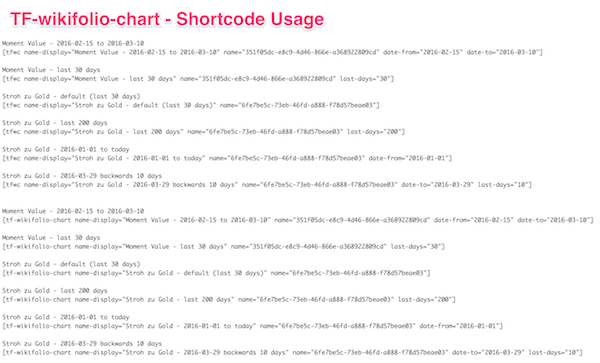 TF-wikifolio-chart - Shortcode Usage
Moment Value - 2016-02-15 to 2016-03-10
[tfwc name-display="Moment Value - 2016-02-15 to 2016-03-10" name="351f05dc-e8c9-4d46-866e-a368922809cd" date-from="2016-02-15" date-to="2016-03-10"]
Moment Value - last 30 days
[tfwc name-display="Moment Value - last 30 days" name="351f05dc-e8c9-4d46-866e-a368922809cd" last-days="30"]
Stroh zu Gold - default (last 30 days)
[tfwc name-display="Stroh zu Gold - default (last 30 days)" name="6fe7be5c-73eb-46fd-a888-f78d57beae03"]
Stroh zu Gold - last 200 days
[tfwc name-display="Stroh zu Gold - last 200 days" name="6fe7be5c-73eb-46fd-a888-f78d57beae03" last-days="200"]
Stroh zu Gold - 2016-01-01 to today
[tfwc name-display="Stroh zu Gold - 2016-01-01 to today" name="6fe7be5c-73eb-46fd-a888-f78d57beae03" date-from="2016-01-01"]
Stroh zu Gold - 2016-03-29 backwards 10 days
[tfwc name-display="Stroh zu Gold - 2016-03-29 backwards 10 days" name="6fe7be5c-73eb-46fd-a888-f78d57beae03" date-to="2016-03-29" last-days="10"]
Moment Value - 2016-02-15 to 2016-03-10
[tf-wikifolio-chart name-display="Moment Value - 2016-02-15 to 2016-03-10" name="351f05dc-e8c9-4d46-866e-a368922809cd" date-from="2016-02-15" date-to="2016-03-10"]
Moment Value - last 30 days
[tf-wikifolio-chart name-display="Moment Value - last 30 days" name="351f05dc-e8c9-4d46-866e-a368922809cd" last-days="30"]
Stroh zu Gold - default (last 30 days)
[tf-wikifolio-chart name-display="Stroh zu Gold - default (last 30 days)" name="6fe7be5c-73eb-46fd-a888-f78d57beae03"]
Stroh zu Gold - last 200 days
[tf-wikifolio-chart name-display="Stroh zu Gold - last 200 days" name="6fe7be5c-73eb-46fd-a888-f78d57beae03" last-days="200"]
Stroh zu Gold - 2016-01-01 to today
[tf-wikifolio-chart name-display="Stroh zu Gold - 2016-01-01 to today" name="6fe7be5c-73eb-46fd-a888-f78d57beae03" date-from="2016-01-01"]
Stroh zu Gold - 2016-03-29 backwards 10 days
[tf-wikifolio-chart name-display="Stroh zu Gold - 2016-03-29 backwards 10 days" name="6fe7be5c-73eb-46fd-a888-f78d57beae03" date-to="2016-03-29" last-days="10"]